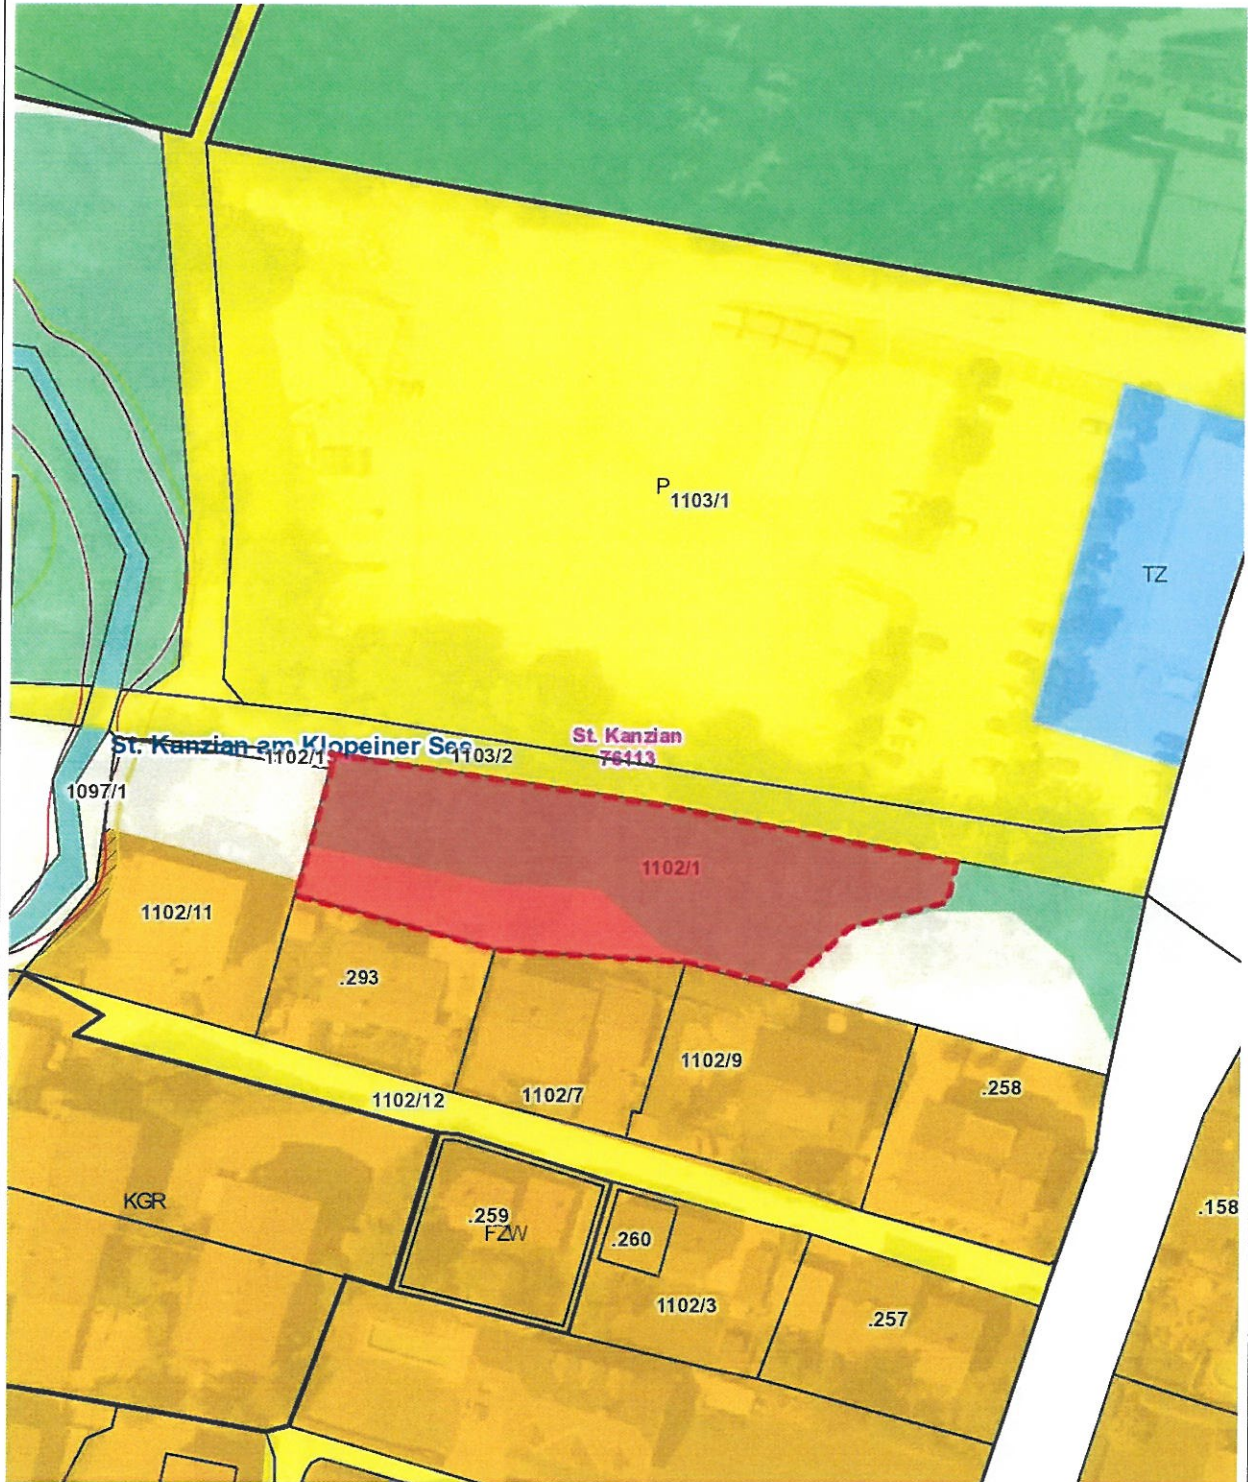 P
1103/1
TZ
St. Kanzian
76113
St. Kanzian am Klopeiner See
1102/1
1103/2
1097/1
1102/1
1102/11
.293
1102/9
.258
1102/7
1102/12
KGR
.259
FZW
.260
.158
1102/3
.257